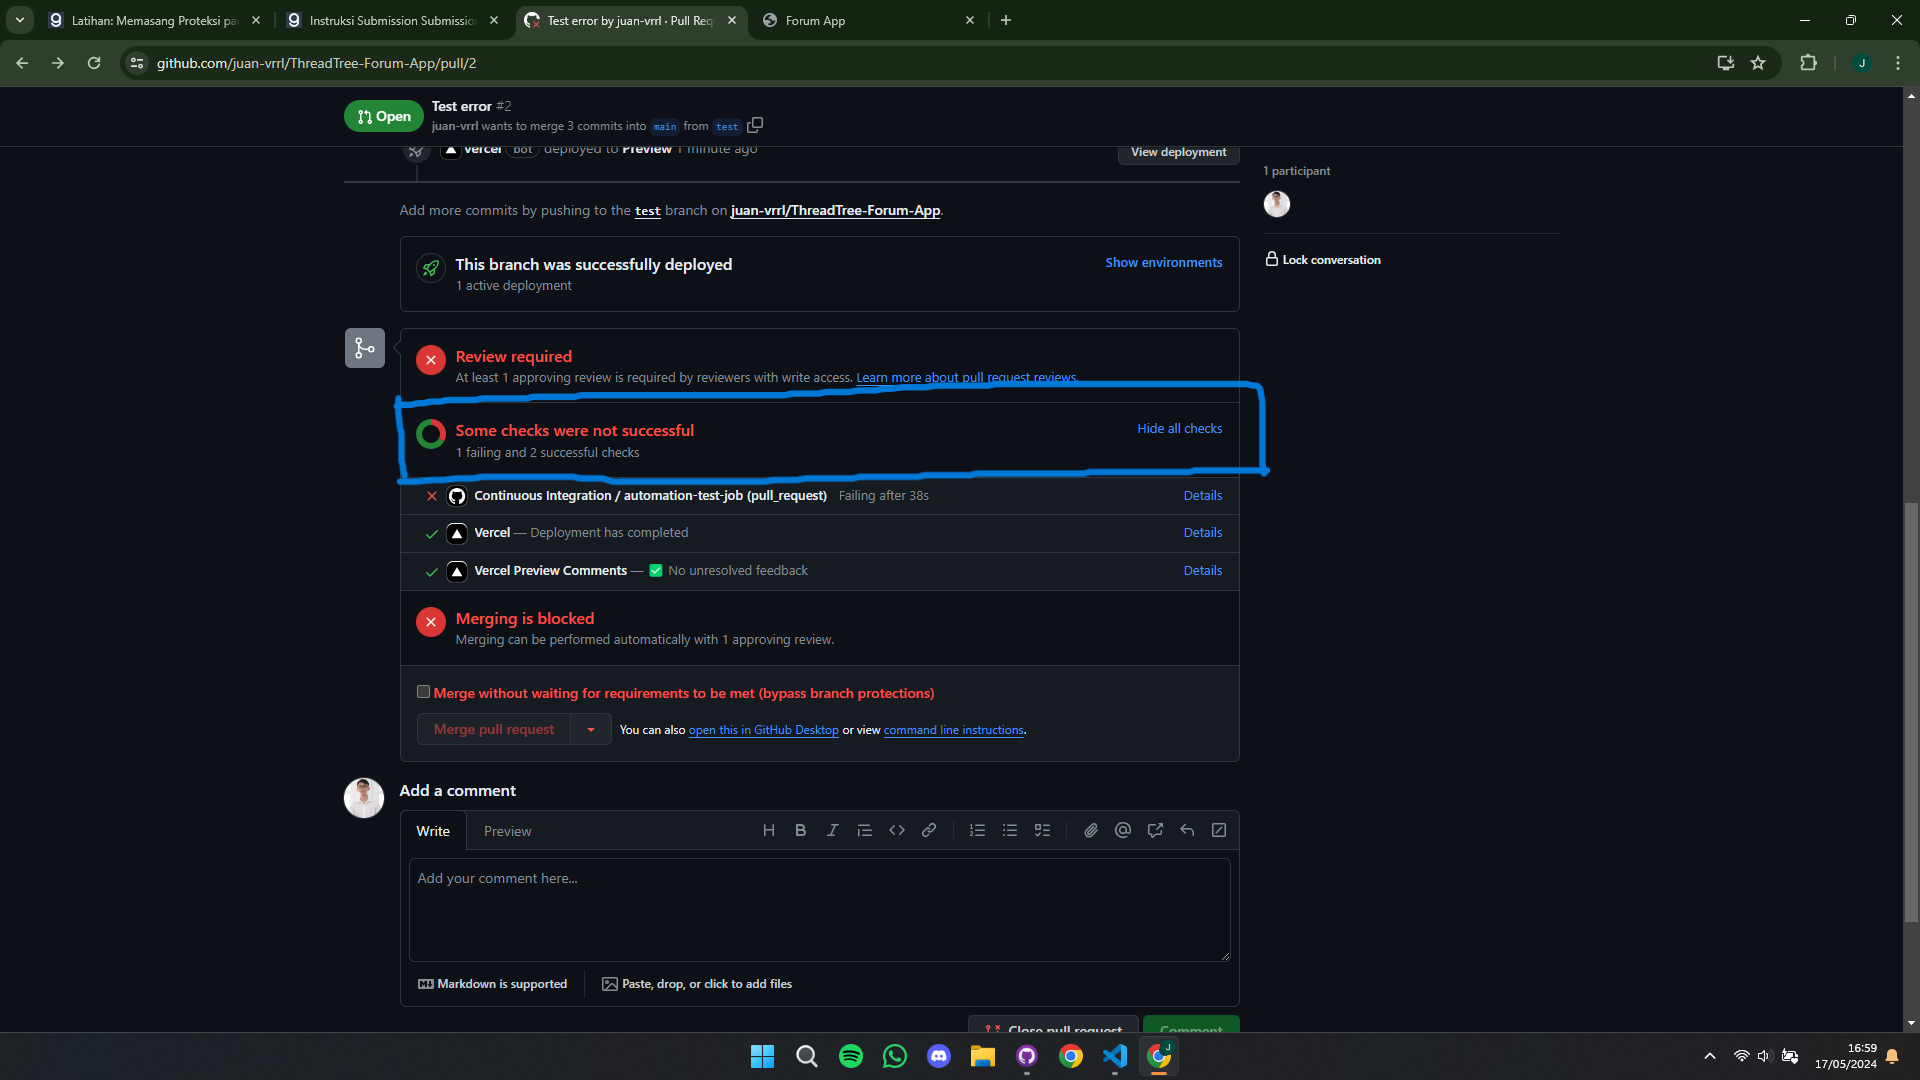 Latihan: Memasang Proteksi pa
Instruksi Submission Submissio
Test error by juan-vrrl · Pull Req
Forum App
github.com/juan-vrrl/ThreadTree-Forum-App/pull/2
J
Open
Test error #2
juan-vrrl wants to merge 3 commits into main from test
vercel bot deployed to Preview 1 minute ago
View deployment
1 participant
Add more commits by pushing to the test branch on juan-vrrl/ThreadTree-Forum-App.
This branch was successfully deployed
Show environments
1 active deployment
Lock conversation
Review required
At least 1 approving review is required by reviewers with write access. Learn more about pull request reviews.
Some checks were not successful
Hide all checks
1 failing and 2 successful checks
Continuous Integration / automation-test-job (pull_request) Failing after 38s
Details
Vercel — Deployment has completed
Details
Vercel Preview Comments — No unresolved feedback
Details
Merging is blocked
Merging can be performed automatically with 1 approving review.
Merge without waiting for requirements to be met (bypass branch protections)
Merge pull request
You can also open this in GitHub Desktop or view command line instructions.
Add a comment
Write
Preview
Add your comment here...
Markdown is supported
Paste, drop, or click to add files
Close pull request
Comment
J
16:59
17/05/2024